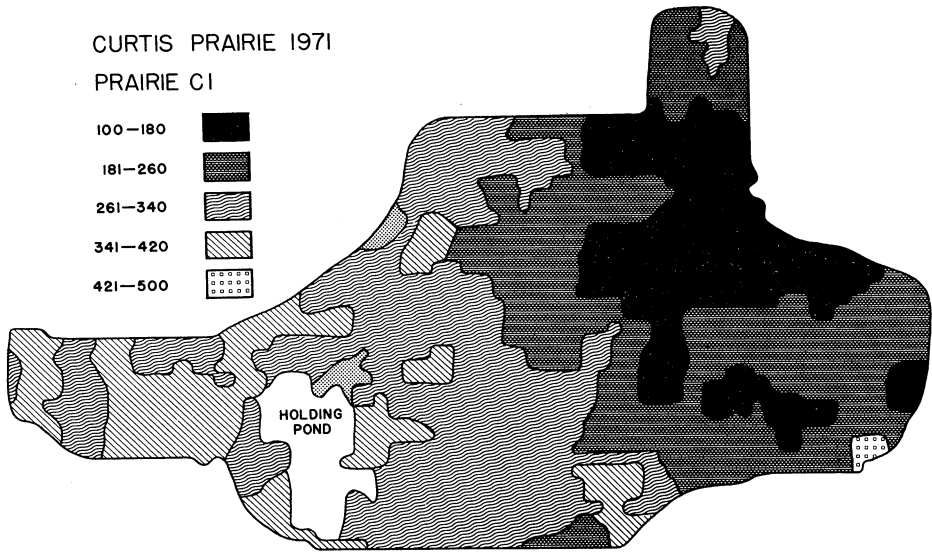 CURTIS PRAIRIE 1971
PRAIRIE CI
100—180
181—260
261—340
341—420
421—500
HOLDING
POND